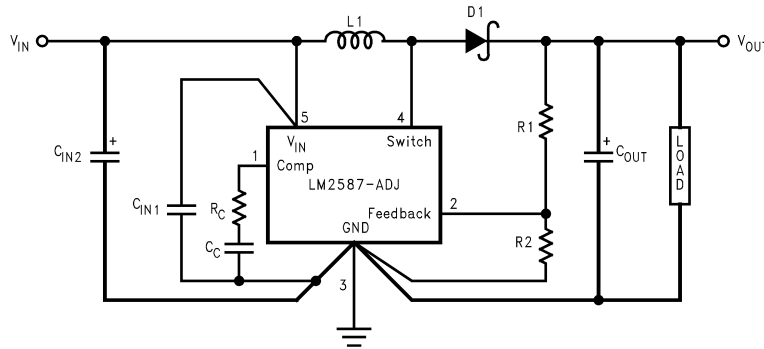 L1
D1
VIN
VOUT
5
4
VIN
Switch
R1
CIN2
+
1
Comp
+
COUT
LOAD
LM2587-ADJ
CIN1
RC
Feedback
2
GND
R2
CC
3